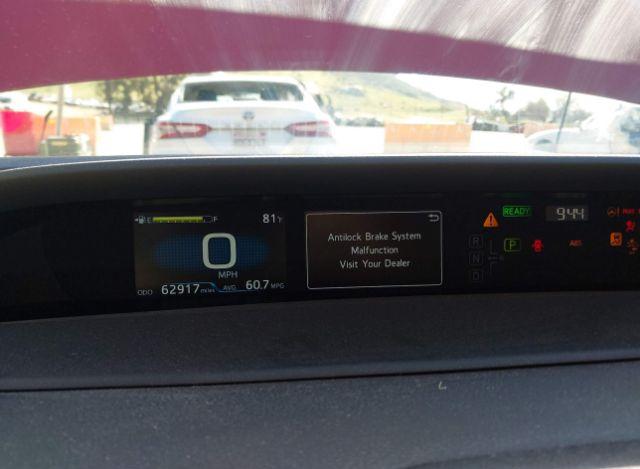 E F 81°F
0
MPH
ODO 62917 miles AVG. 60.7 MPG
Antilock Brake System
Malfunction
Visit Your Dealer
READY 9:44
R
N
D
P
ABS